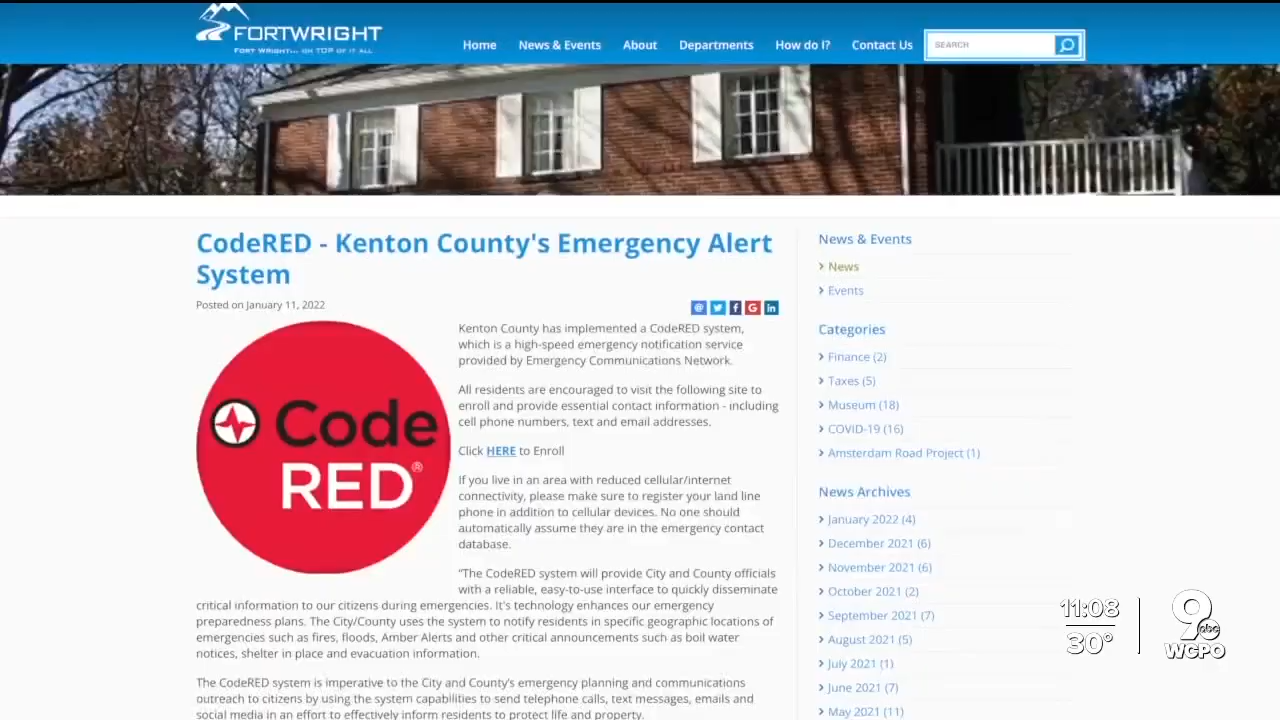 FORTWRIGHT
FORT WRIGHT... ON TOP OF IT ALL
Home
News & Events
About
Departments
How do I?
Contact Us
SEARCH
CodeRED - Kenton County's Emergency Alert
System
Posted on January 11, 2022
Code
RED®
Kenton County has implemented a CodeRED system,
which is a high-speed emergency notification service
provided by Emergency Communications Network.
All residents are encouraged to visit the following site to
enroll and provide essential contact information - including
cell phone numbers, text and email addresses.
Click HERE to Enroll
If you live in an area with reduced cellular/internet
connectivity, please make sure to register your land line
phone in addition to cellular devices. No one should
automatically assume they are in the emergency contact
database.
"The CodeRED system will provide City and County officials
with a reliable, easy-to-use interface to quickly disseminate
critical information to our citizens during emergencies. It's technology enhances our emergency
preparedness plans. The City/County uses the system to notify residents in specific geographic locations of
emergencies such as fires, floods, Amber Alerts and other critical announcements such as boil water
notices, shelter in place and evacuation information.
The CodeRED system is imperative to the City and County's emergency planning and communications
outreach to citizens by using the system capabilities to send telephone calls, text messages, emails and
social media in an effort to effectively inform residents to protect life and property.
News & Events
News
Events
Categories
Finance (2)
Taxes (5)
Museum (18)
COVID-19 (16)
Amsterdam Road Project (1)
News Archives
January 2022 (4)
December 2021 (6)
November 2021 (6)
October 2021 (2)
September 2021 (7)
August 2021 (5)
July 2021 (1)
June 2021 (7)
May 2021 (11)
11:08
30°
9
abc
WCPO